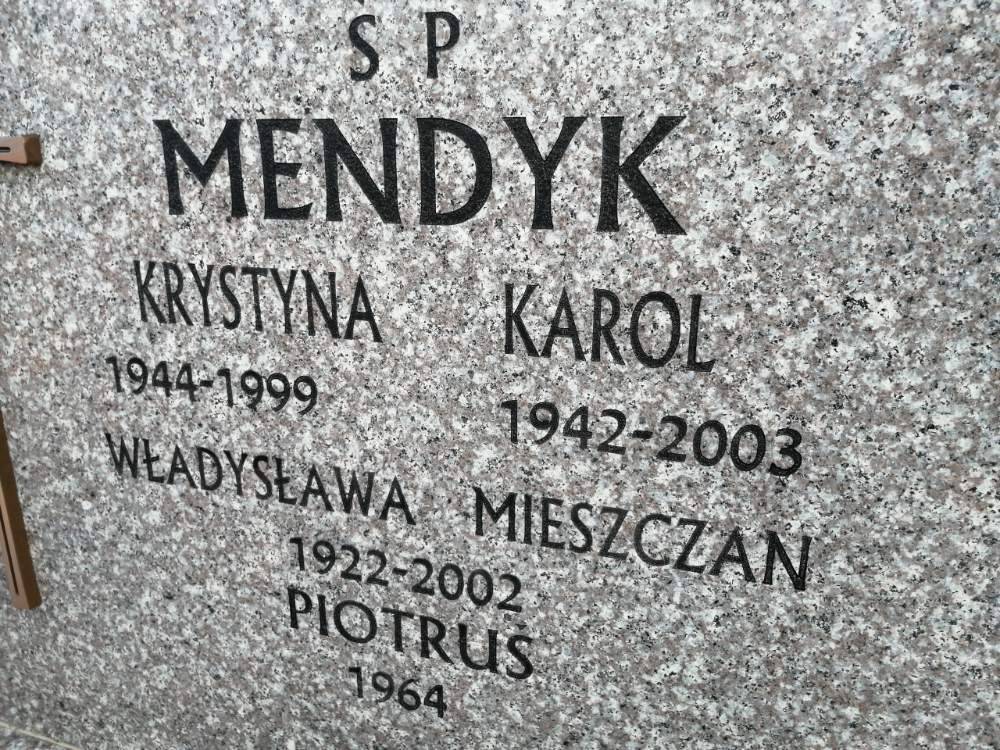 S P
MENDYK
KRYSTYNA KAROL
1944-1999 1942-2003
WŁADYSŁAWA MIESZCZAN
1922-2002
PIOTRUŚ
1964